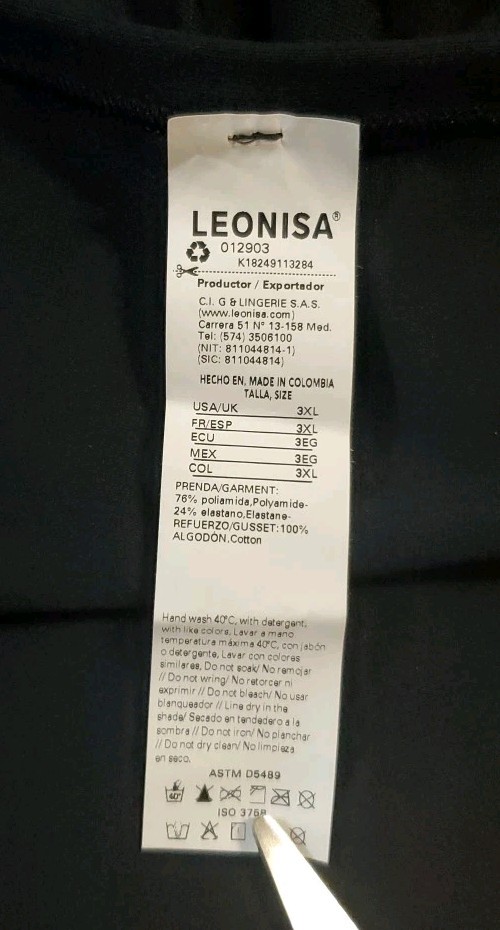 LEONISA®
012903
K18249113284
Productor / Exportador
C.I. G & LINGERIE S.A.S.
(www.leonisa.com)
Carrera 51 N° 13-158 Med.
Tel: (574) 3506100
(NIT: 811044814-1)
(SIC: 811044814)
HECHO EN, MADE IN COLOMBIA
TALLA, SIZE
USA/UK 3XL
FR/ESP 3XL
ECU 3EG
MEX 3EG
COL 3XL
PRENDA/GARMENT:
76% poliamida,Polyamide-
24% elastano,Elastane-
REFUERZO/GUSSET:100%
ALGODÓN,Cotton
Hand wash 40°C, with detergent,
with like colors, Lavar a mano
temperatura máxima 40°C, con jabón
o detergente, Lavar con colores
similares, Do not soak/ No remojar
// Do not wring/ No retorcer ni
exprimir // Do not bleach/ No usar
blanqueador // Line dry in the
shade/ Secado en tendedero a la
sombra // Do not iron/ No planchar
// Do not dry clean/ No limpieza
en seco.
ASTM D5489
40°
ISO 3758